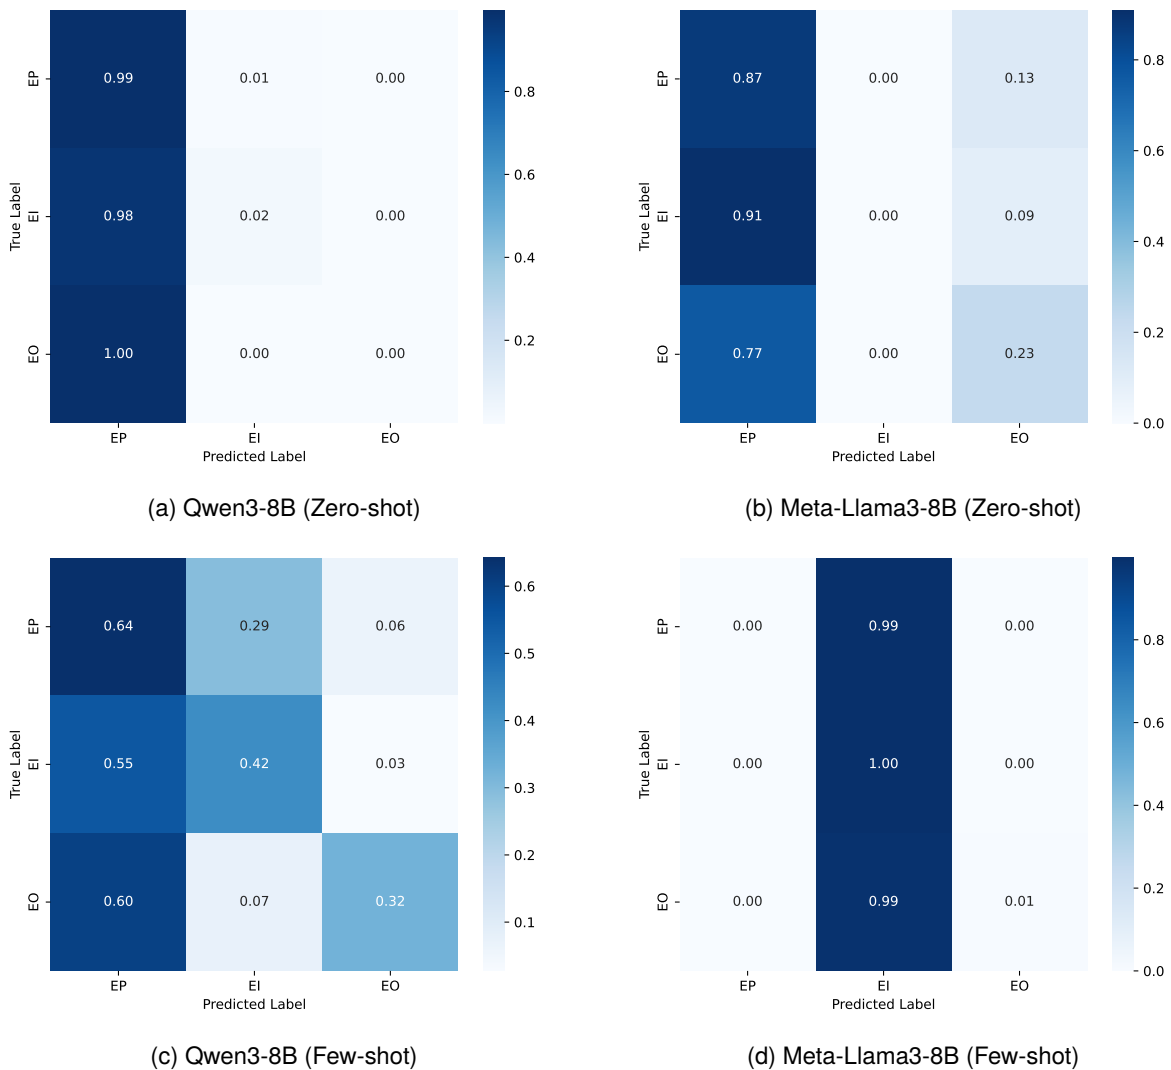 EP 0.99 0.01 0.00
EI 0.98 0.02 0.00
EO 1.00 0.00 0.00
True Label
EP EI EO
Predicted Label
0.8
0.6
0.4
0.2
(a) Qwen3-8B (Zero-shot)
EP 0.87 0.00 0.13
EI 0.91 0.00 0.09
EO 0.77 0.00 0.23
True Label
EP EI EO
Predicted Label
0.8
0.6
0.4
0.2
0.0
(b) Meta-Llama3-8B (Zero-shot)
EP 0.64 0.29 0.06
EI 0.55 0.42 0.03
EO 0.60 0.07 0.32
True Label
EP EI EO
Predicted Label
0.6
0.5
0.4
0.3
0.2
0.1
(c) Qwen3-8B (Few-shot)
EP 0.00 0.99 0.00
EI 0.00 1.00 0.00
EO 0.00 0.99 0.01
True Label
EP EI EO
Predicted Label
0.8
0.6
0.4
0.2
0.0
(d) Meta-Llama3-8B (Few-shot)